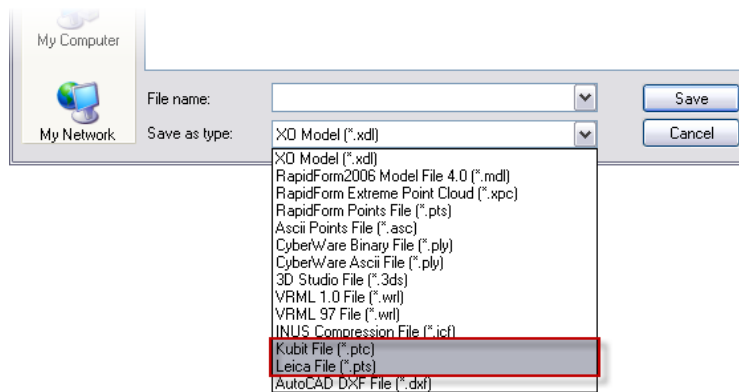 My Computer
My Network
File name:
Save
Save as type:
XO Model (*.xdl)
Cancel
XO Model (*.xdl)
RapidForm2006 Model File 4.0 (*.mdl)
RapidForm Extreme Point Cloud (*.xpc)
RapidForm Points File (*.pts)
Ascii Points File (*.asc)
CyberWare Binary File (*.ply)
CyberWare Ascii File (*.ply)
3D Studio File (*.3ds)
VRML 1.0 File (*.wrl)
VRML 97 File (*.wrl)
INUS Compression File (*.icf)
Kubit File (*.ptc)
Leica File (*.pts)
AutoCAD DXF File (*.dxf)